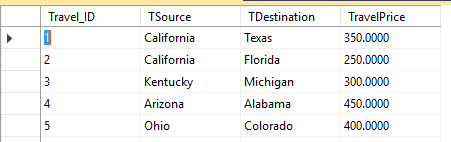 Travel_ID TSource TDestination TravelPrice
1 California Texas 350.0000
2 California Florida 250.0000
3 Kentucky Michigan 300.0000
4 Arizona Alabama 450.0000
5 Ohio Colorado 400.0000